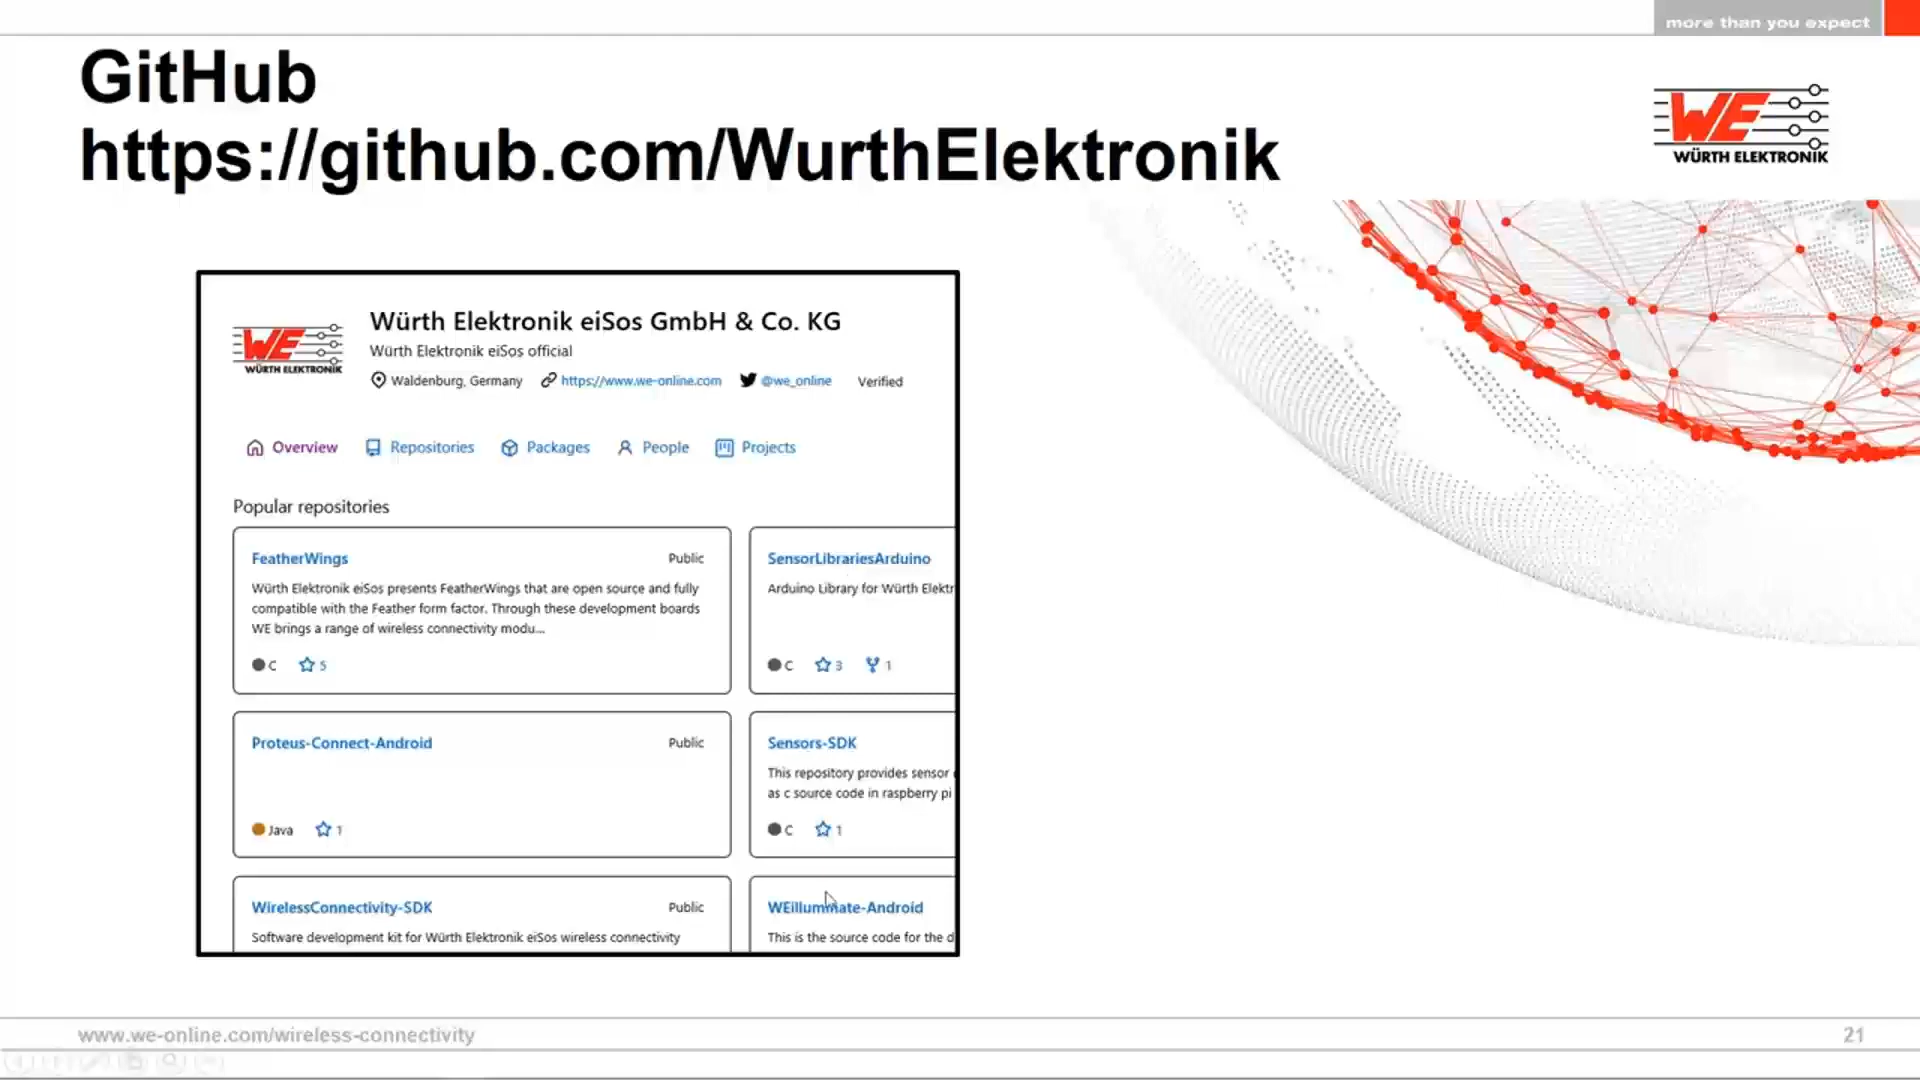 more than you expect
GitHub
https://github.com/WurthElektronik
WE
WÜRTH ELEKTRONIK
WE
WÜRTH ELEKTRONIK
Würth Elektronik eiSos GmbH & Co. KG
Würth Elektronik eiSos official
Waldenburg, Germany https://www.we-online.com @we_online Verified
Overview Repositories Packages People Projects
Popular repositories
FeatherWings Public
Würth Elektronik eiSos presents FeatherWings that are open source and fully
compatible with the Feather form factor. Through these development boards
WE brings a range of wireless connectivity modu...
C 5
SensorLibrariesArduino
Arduino Library for Würth Elektr
C 3 1
Proteus-Connect-Android Public
Java 1
Sensors-SDK
This repository provides sensor
as c source code in raspberry pi
C 1
WirelessConnectivity-SDK Public
Software development kit for Würth Elektronik eiSos wireless connectivity
WEilluminate-Android
This is the source code for the d
www.we-online.com/wireless-connectivity
21